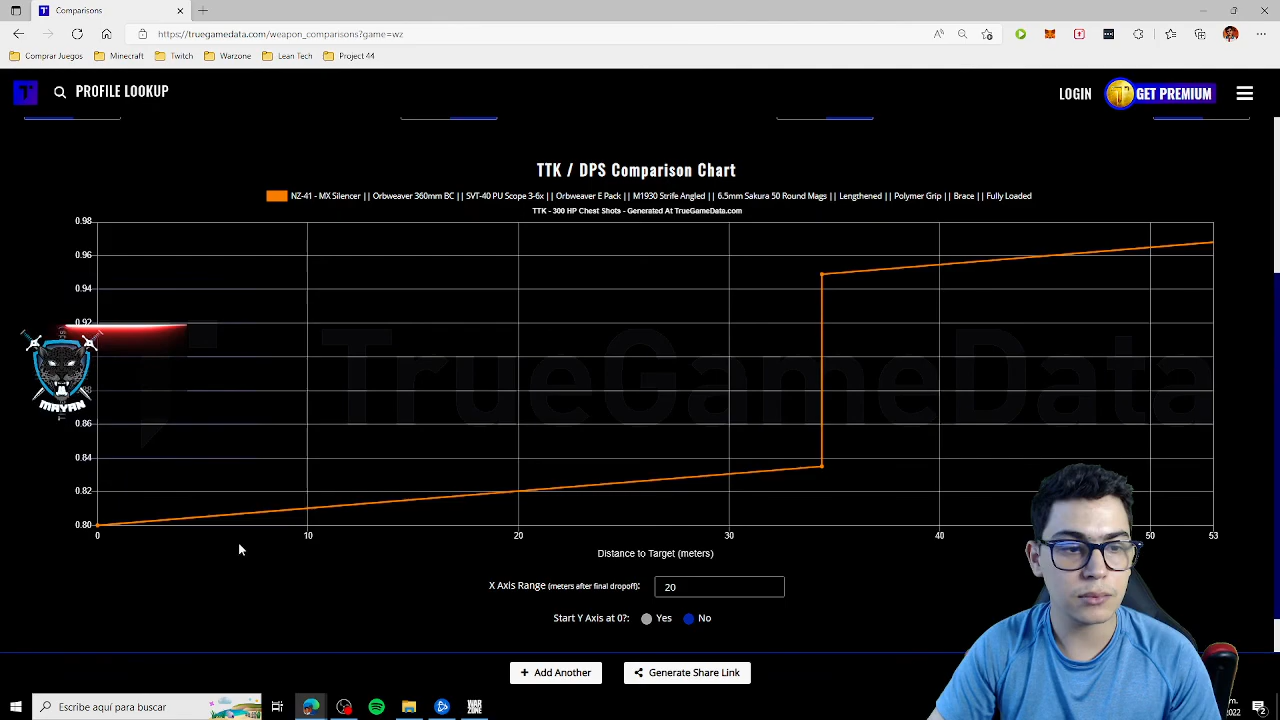 Comparisons
https://truegamedata.com/weapon_comparisons?game=wz
Comprar Juegos
Minecraft
Twitch
Warzone
Lean Tech
Project 44
PROFILE LOOKUP
LOGIN
GET PREMIUM
TTK / DPS Comparison Chart
NZ-41 - MX Silencer || Orbweaver 360mm BC || SVT-40 PU Scope 3-6x || Orbweaver E Pack || M1930 Strife Angled || 6.5mm Sakura 50 Round Mags || Lengthened || Polymer Grip || Brace || Fully Loaded
TTK - 300 HP Chest Shots - Generated At TrueGameData.com
0.98
0.96
0.94
0.92
0.86
0.84
0.82
0.80
TrueGameData
MAYAN
0 10 20 30 40 50 53
Distance to Target (meters)
X Axis Range (meters after final dropoff): 20
Start Y Axis at 0?: Yes No
+ Add Another
Generate Share Link
Escribe aquí para buscar
2